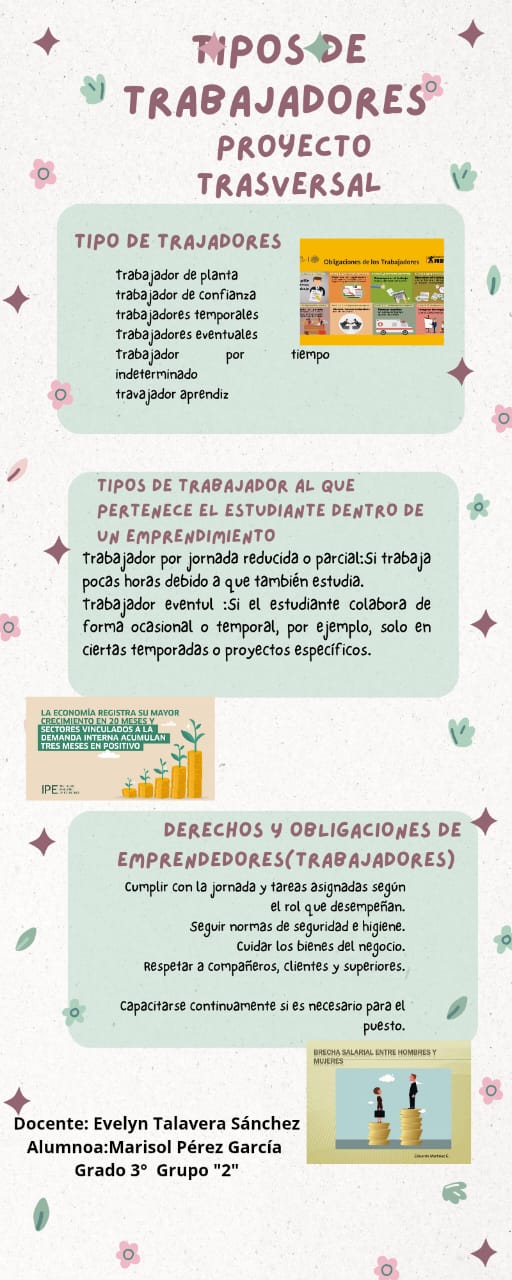 TIPOS DE
TRABAJADORES
PROYECTO
TRASVERSAL
TIPO DE TRAJADORES
Obligaciones de los Trabajadores
Trabajador de planta
trabajador de confianza
trabajadores temporales
Trabajadores eventuales
Trabajador por tiempo
indeterminado
travajador aprendiz
TIPOS DE TRABAJADOR AL QUE
PERTENECE EL ESTUDIANTE DENTRO DE
UN EMPRENDIMIENTO
Trabajador por jornada reducida o parcial:Si trabaja
pocas horas debido a que también estudia.
Trabajador eventul :Si el estudiante colabora de
forma ocasional o temporal, por ejemplo, solo en
ciertas temporadas o proyectos específicos.
LA ECONOMÍA REGISTRA SU MAYOR
CRECIMIENTO EN 20 MESES Y
SECTORES VINCULADOS A LA
DEMANDA INTERNA ACUMULAN
TRES MESES EN POSITIVO
IPE
DERECHOS Y OBLIGACIONES DE
EMPRENDEDORES(TRABAJADORES)
Cumplir con la jornada y tareas asignadas según
el rol que desempeñan.
Seguir normas de seguridad e higiene.
Cuidar los bienes del negocio.
Respetar a compañeros, clientes y superiores.
Capacitarse continuamente si es necesario para el
puesto.
BRECHA SALARIAL ENTRE HOMBRES Y
MUJERES
Eduardo Martínez E.
Docente: Evelyn Talavera Sánchez
Alumnoa:Marisol Pérez García
Grado 3° Grupo "2"